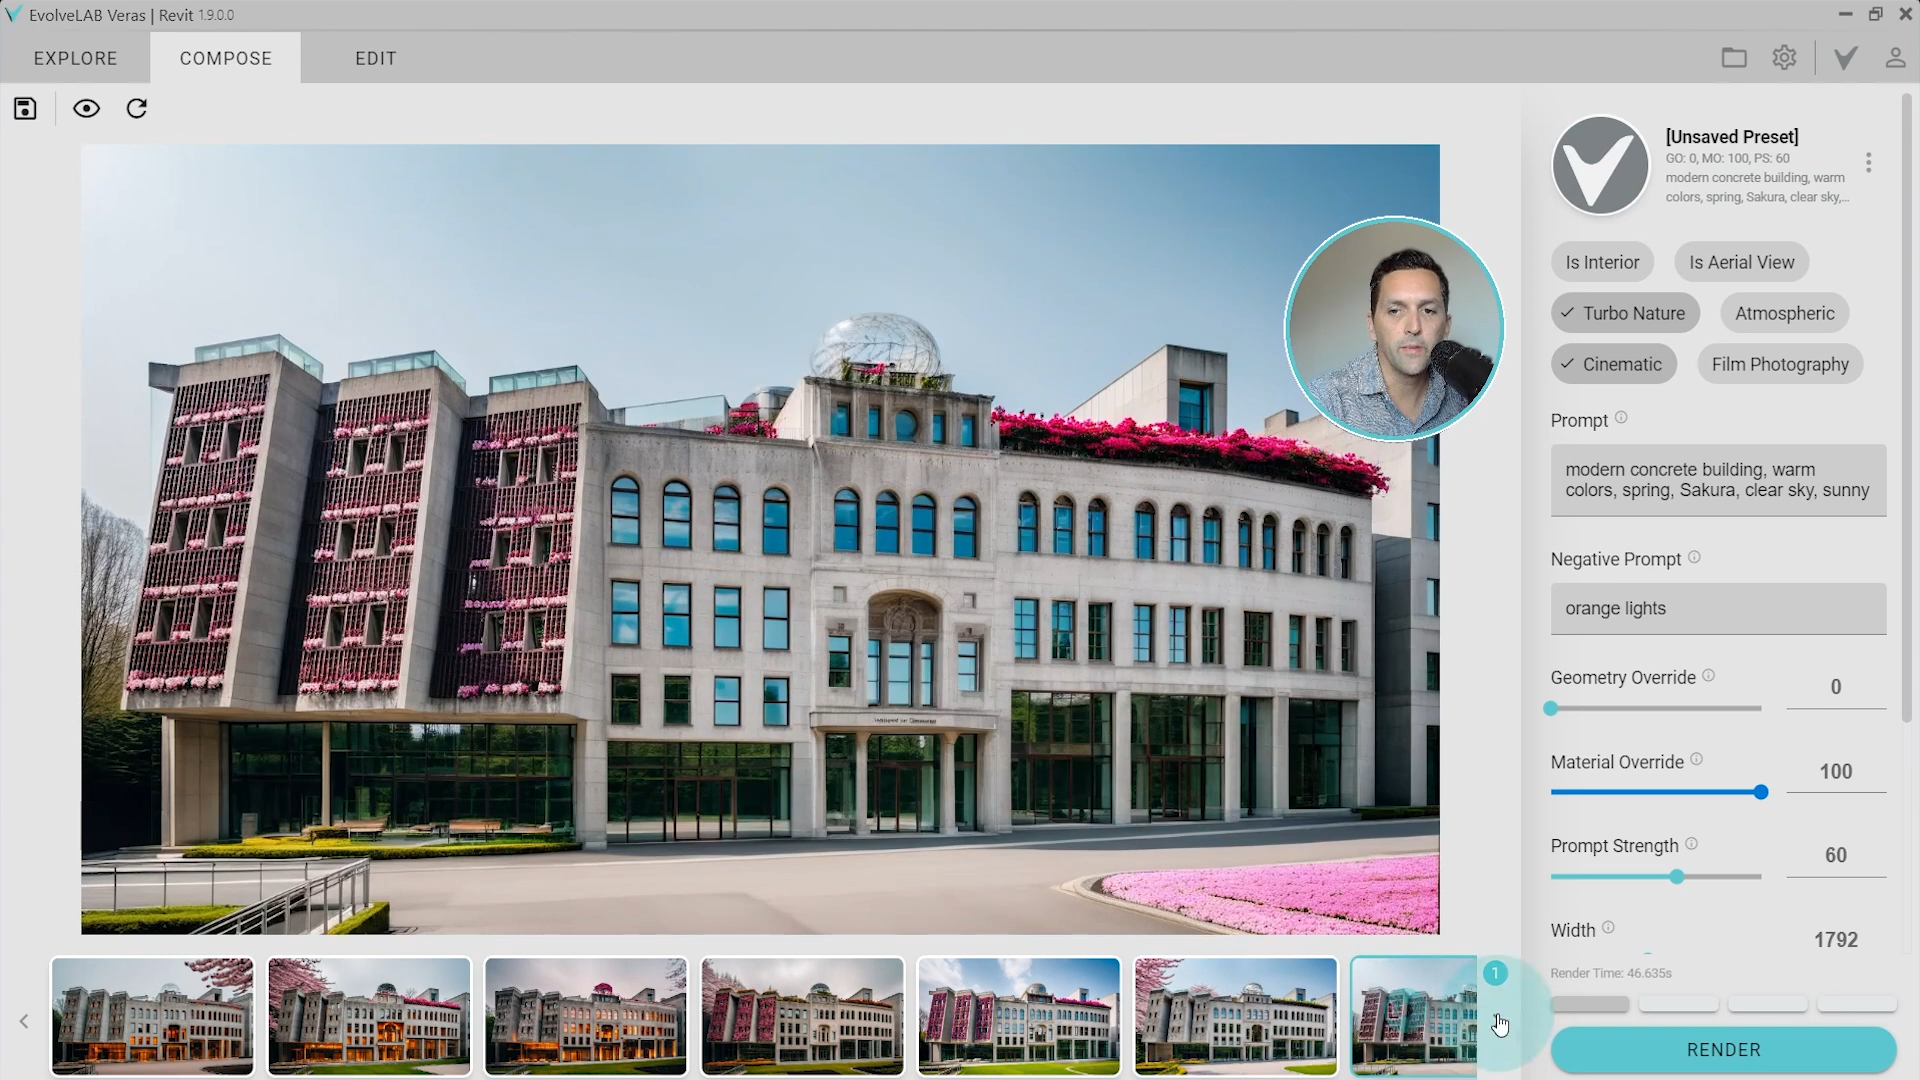 EvolveLAB Veras | Revit 1.9.0.0
EXPLORE
COMPOSE
EDIT
[Unsaved Preset]
GO: 0, MO: 100, PS: 60
modern concrete building, warm
colors, spring, Sakura, clear sky,...
Is Interior
Is Aerial View
Turbo Nature
Atmospheric
Cinematic
Film Photography
Prompt
modern concrete building, warm
colors, spring, Sakura, clear sky, sunny
Negative Prompt
orange lights
Geometry Override
0
Material Override
100
Prompt Strength
60
Width
1792
Render Time: 46.635s
1
RENDER